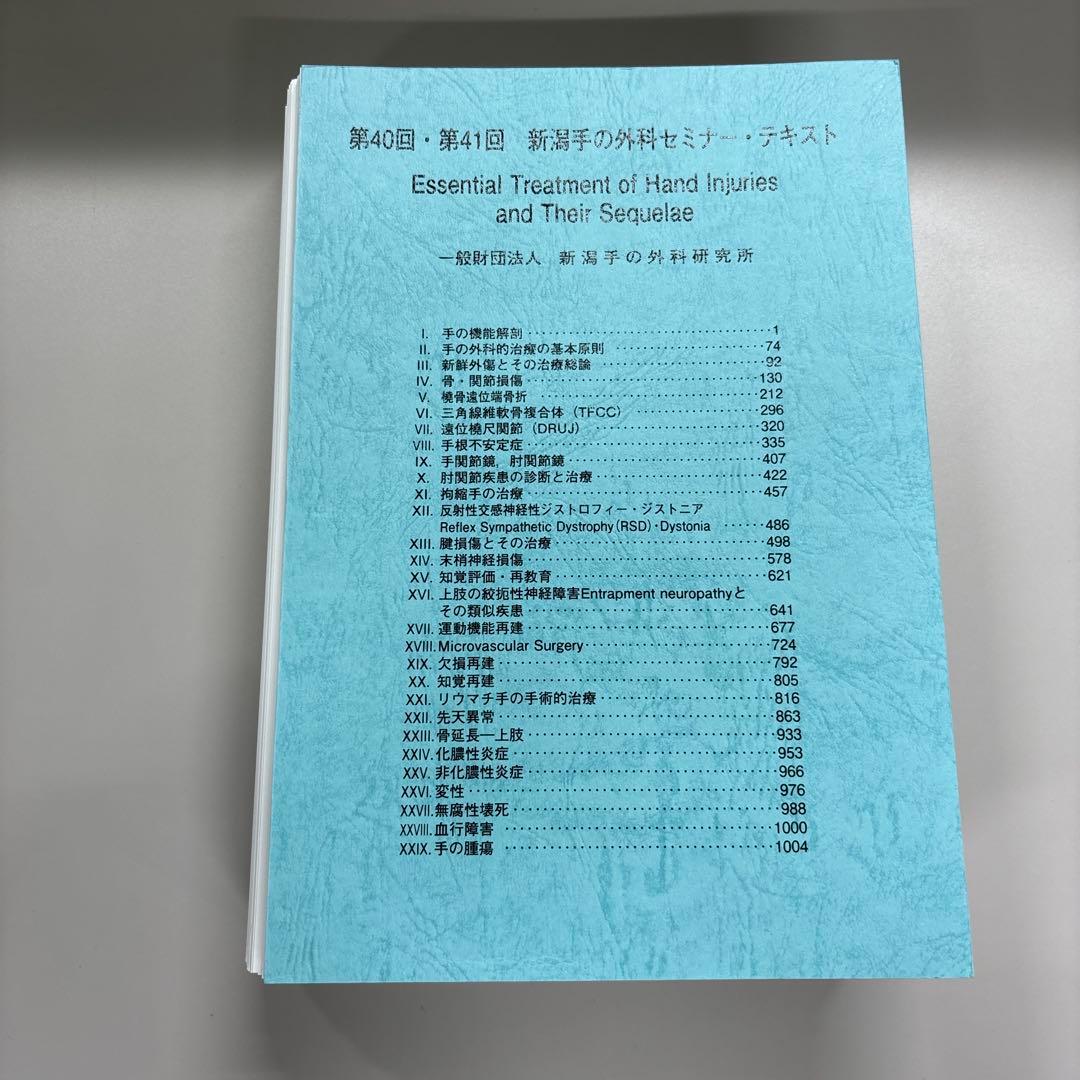 第40回・第41回 新潟手の外科セミナー・テキスト
Essential Treatment of Hand Injuries
and Their Sequelae
一般財団法人 新潟手の外科研究所
I. 手の機能解剖 ‥‥‥‥‥‥‥‥‥‥ 1
II. 手の外科的治療の基本原則 ‥‥‥‥‥‥‥‥‥‥ 74
III. 新鮮外傷とその治療総論 ‥‥‥‥‥‥‥‥‥‥ 92
IV. 骨・関節損傷 ‥‥‥‥‥‥‥‥‥‥ 130
V. 橈骨遠位端骨折 ‥‥‥‥‥‥‥‥‥‥ 212
VI. 三角線維軟骨複合体（TFCC） ‥‥‥‥‥‥‥‥‥‥ 296
VII. 遠位橈尺関節（DRUJ） ‥‥‥‥‥‥‥‥‥‥ 320
VIII. 手根不安定症 ‥‥‥‥‥‥‥‥‥‥ 335
IX. 手関節鏡，肘関節鏡 ‥‥‥‥‥‥‥‥‥‥ 407
X. 肘関節疾患の診断と治療 ‥‥‥‥‥‥‥‥‥‥ 422
XI. 拘縮手の治療 ‥‥‥‥‥‥‥‥‥‥ 457
XII. 反射性交感神経性ジストロフィー・ジストニア
Reflex Sympathetic Dystrophy(RSD)・Dystonia ‥‥‥ 486
XIII. 腱損傷とその治療 ‥‥‥‥‥‥‥‥‥‥ 498
XIV. 末梢神経損傷 ‥‥‥‥‥‥‥‥‥‥ 578
XV. 知覚評価・再教育 ‥‥‥‥‥‥‥‥‥‥ 621
XVI. 上肢の絞扼性神経障害Entrapment neuropathyと
その類似疾患 ‥‥‥‥‥‥‥‥‥‥ 641
XVII. 運動機能再建 ‥‥‥‥‥‥‥‥‥‥ 677
XVIII. Microvascular Surgery ‥‥‥‥‥‥‥‥‥‥ 724
XIX. 欠損再建 ‥‥‥‥‥‥‥‥‥‥ 792
XX. 知覚再建 ‥‥‥‥‥‥‥‥‥‥ 805
XXI. リウマチ手の手術的治療 ‥‥‥‥‥‥‥‥‥‥ 816
XXII. 先天異常 ‥‥‥‥‥‥‥‥‥‥ 863
XXIII. 骨延長―上肢 ‥‥‥‥‥‥‥‥‥‥ 933
XXIV. 化膿性炎症 ‥‥‥‥‥‥‥‥‥‥ 953
XXV. 非化膿性炎症 ‥‥‥‥‥‥‥‥‥‥ 966
XXVI. 変性 ‥‥‥‥‥‥‥‥‥‥ 976
XXVII. 無腐性壊死 ‥‥‥‥‥‥‥‥‥‥ 988
XXVIII. 血行障害 ‥‥‥‥‥‥‥‥‥‥ 1000
XXIX. 手の腫瘍 ‥‥‥‥‥‥‥‥‥‥ 1004